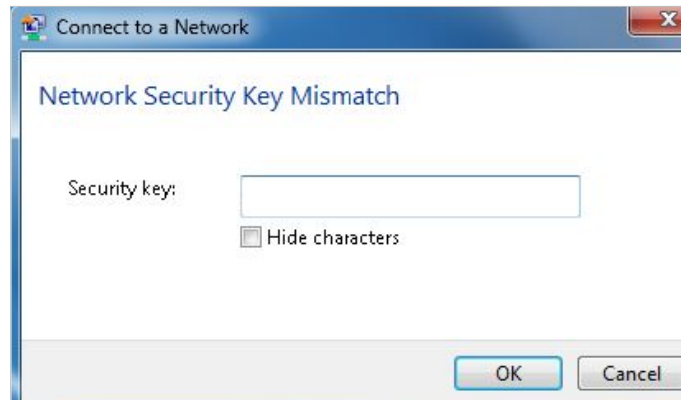 Connect to a Network
Network Security Key Mismatch
Security key:
Hide characters
OK Cancel